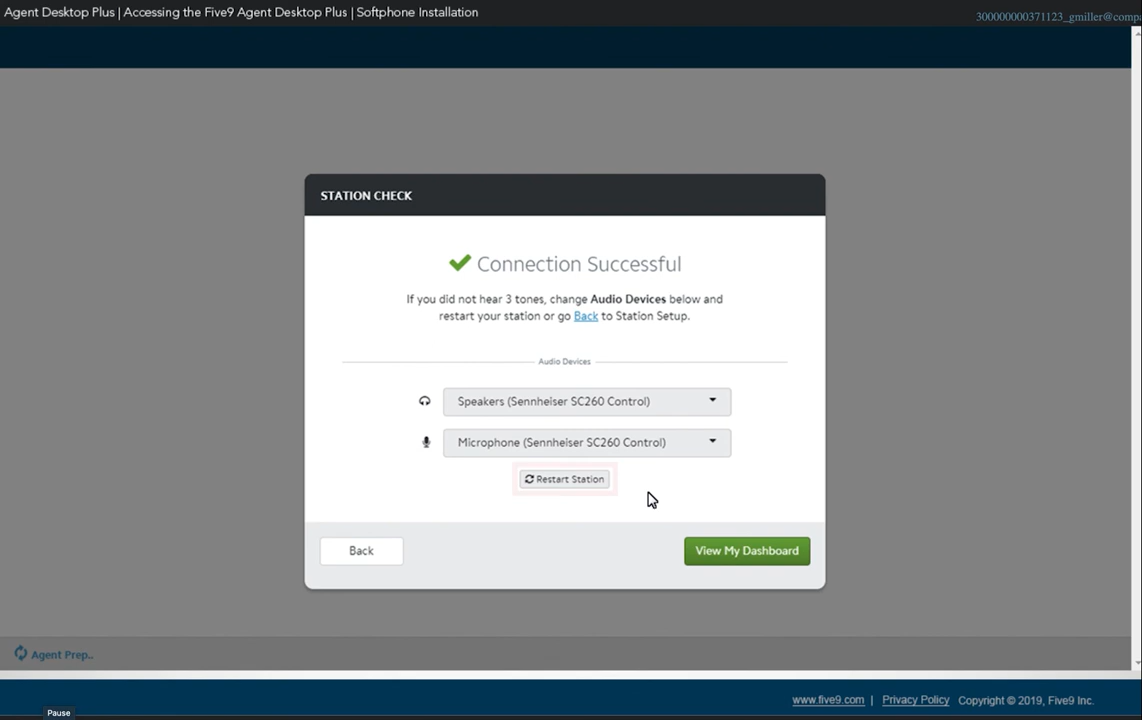 Agent Desktop Plus | Accessing the Five9 Agent Desktop Plus | Softphone Installation
300000000371123_gmiller@comp
STATION CHECK
Connection Successful
If you did not hear 3 tones, change Audio Devices below and
restart your station or go Back to Station Setup.
Audio Devices
Speakers (Sennheiser SC260 Control)
Microphone (Sennheiser SC260 Control)
Restart Station
Back
View My Dashboard
Agent Prep..
www.five9.com | Privacy Policy Copyright © 2019, Five9 Inc.
Pause